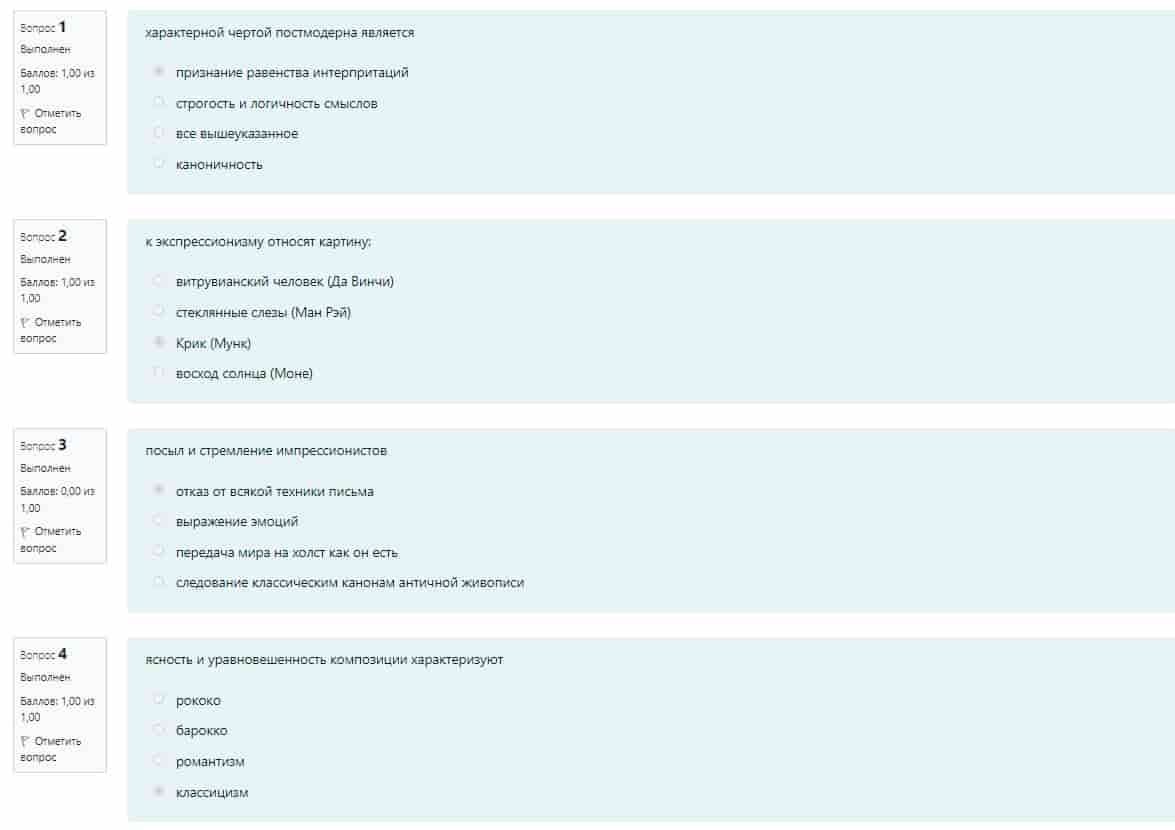 Вопрос 1
Выполнен
Баллов: 1,00 из
1,00
Отметить
вопрос
характерной чертой постмодерна является
признание равенства интерпритаций
строгость и логичность смыслов
все вышеуказанное
каноничность
Вопрос 2
Выполнен
Баллов: 1,00 из
1,00
Отметить
вопрос
к экспрессионизму относят картину:
витрувианский человек (Да Винчи)
стеклянные слезы (Ман Рэй)
Крик (Мунк)
восход солнца (Моне)
Вопрос 3
Выполнен
Баллов: 0,00 из
1,00
Отметить
вопрос
посыл и стремление импрессионистов
отказ от всякой техники письма
выражение эмоций
передача мира на холст как он есть
следование классическим канонам античной живописи
Вопрос 4
Выполнен
Баллов: 1,00 из
1,00
Отметить
вопрос
ясность и уравновешенность композиции характеризуют
рококо
барокко
романтизм
классицизм